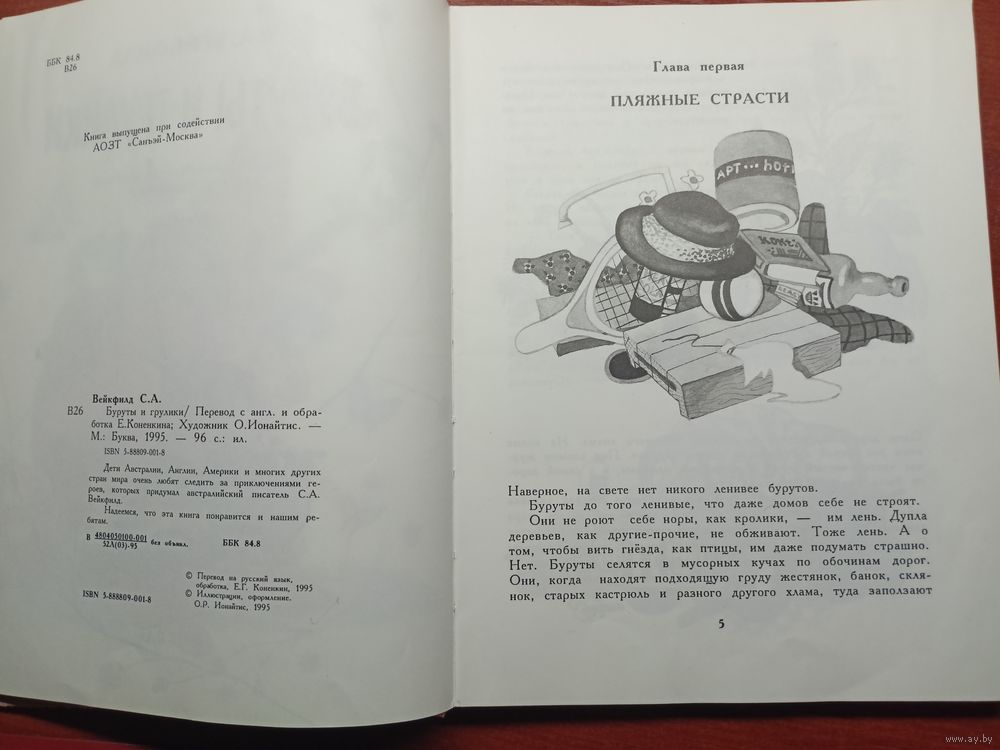 ББК 84.8
В26
Книга выпущена при содействии
АОЗТ «Санъэй-Москва»
Вейкфилд С.А.
В26 Буруты и грулики/ Перевод с англ. и обра-
ботка Е.Коненкина; Художник О.Ионайтис. —
М.: Буква, 1995. — 96 с.: ил.
ISBN 5-88809-001-8
Дети Австралии, Англии, Америки и многих других
стран мира очень любят следить за приключениями ге-
роев, которых придумал австралийский писатель С.А.
Вейкфилд.
Надеемся, что эта книга понравится и нашим ре-
бятам.
В 4804050100-001 без объявл. ББК 84.8
52Л(03)-95
© Перевод на русский язык,
обработка, Е.Г. Коненкин, 1995
© Иллюстрации, оформление.
О.Р. Ионайтис, 1995
ISBN 5-888809-001-8
Глава первая
ПЛЯЖНЫЕ СТРАСТИ
АРТ
Наверное, на свете нет никого ленивее бурутов.
Буруты до того ленивые, что даже домов себе не строят.
Они не роют себе норы, как кролики, — им лень. Дупла
деревьев, как другие-прочие, не обживают. Тоже лень. А о
том, чтобы вить гнёзда, как птицы, им даже подумать страшно.
Нет. Буруты селятся в мусорных кучах по обочинам дорог.
Они, когда находят подходящую груду жестянок, банок, скля-
нок, старых кастрюль и разного другого хлама, туда заползают
5
www.ay.by